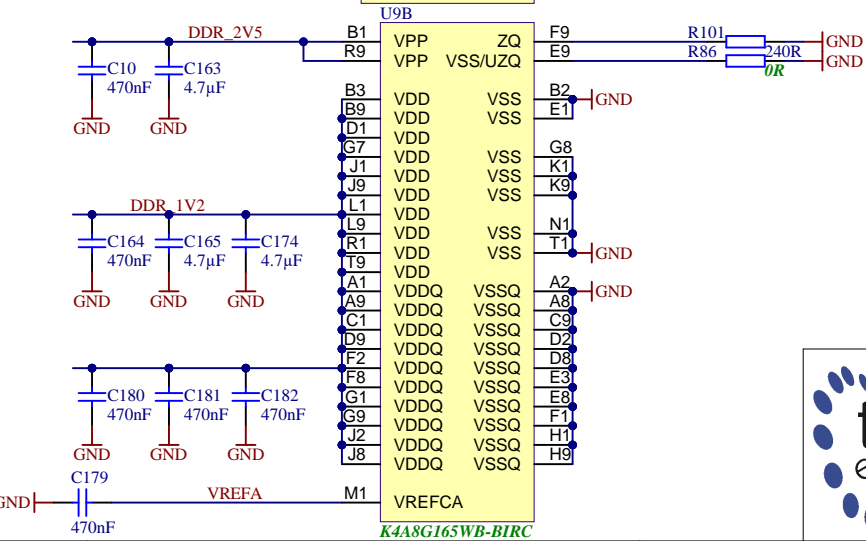 U9B
DDR_2V5
B1 VPP ZQ F9 R101 GND
R9 VPP VSS/UZQ E9 R86 240R GND
0R
C10 C163
470nF 4.7µF
GND GND
B3 VDD VSS B2 GND
B9 VDD VSS E1
D1 VDD
G7 VDD VSS G8
J1 VDD VSS K1
J9 VDD VSS K9
DDR_1V2 L1 VDD
L9 VDD VSS N1
R1 VDD VSS T1 GND
T9 VDD
C164 C165 C174
470nF 4.7µF 4.7µF
GND GND GND
A1 VDDQ VSSQ A2 GND
A9 VDDQ VSSQ A8
C1 VDDQ VSSQ C9
D9 VDDQ VSSQ D2
F2 VDDQ VSSQ D8
F8 VDDQ VSSQ E3
G1 VDDQ VSSQ E8
G9 VDDQ VSSQ F1
J2 VDDQ VSSQ H1
J8 VDDQ VSSQ H9
C180 C181 C182
470nF 470nF 470nF
GND GND GND
C179
GND VREFA M1 VREFCA
470nF
K4A8G165WB-BIRC